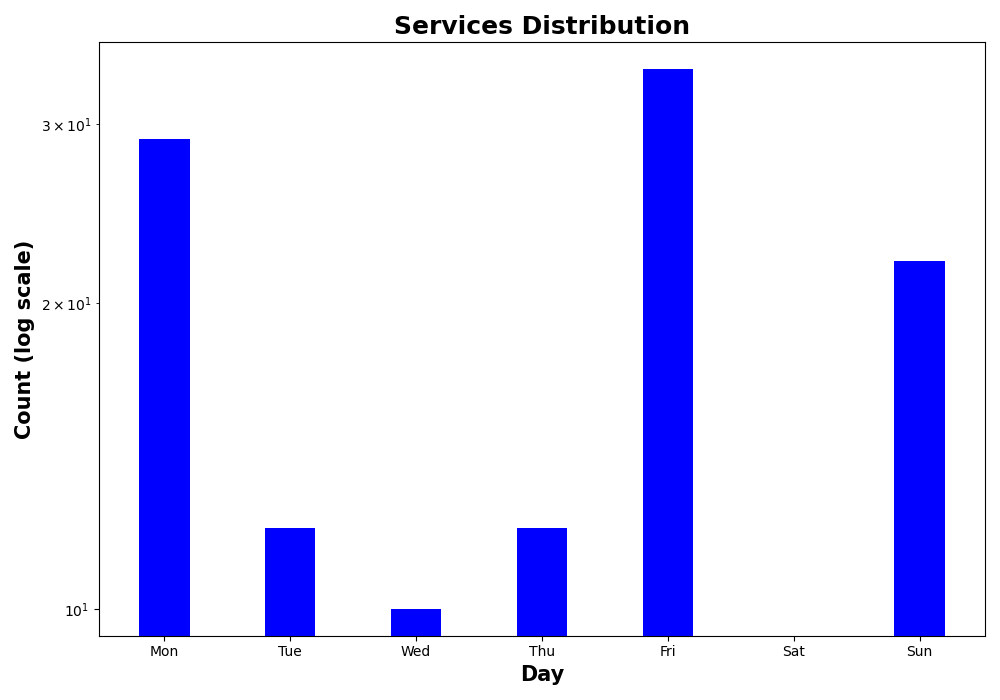 Services Distribution
Count (log scale)
3 × 10¹
2 × 10¹
10¹
Mon Tue Wed Thu Fri Sat Sun
Day